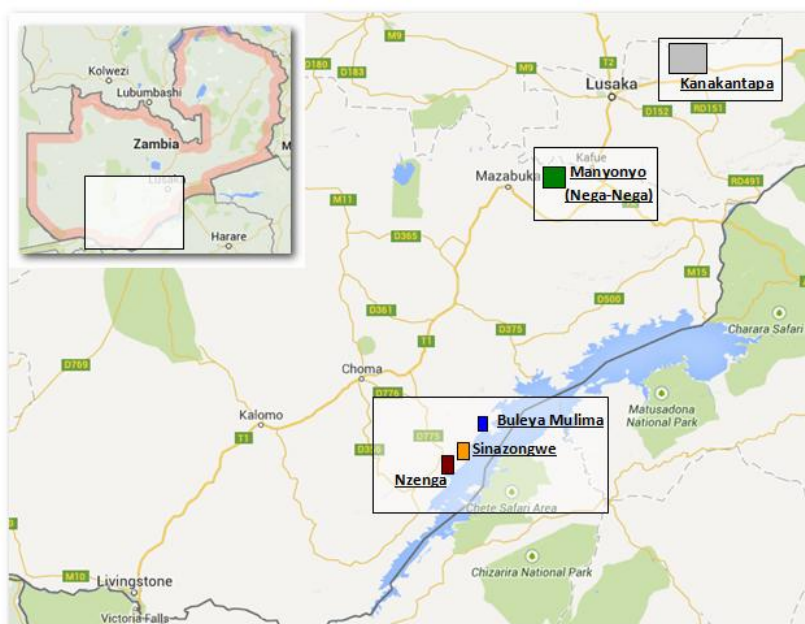 Kolwezi
Lubumbashi
Zambia
M
Lusaka
Harare
M9
D180
D183
M9
T2
Lusaka
D152
RD151
Kanakantapa
Kafue
Mazabuka
Manyonyo
(Nega-Nega)
RD491
M11
D365
M15
D500
D361
T1
D375
Charara Safari
Choma
D776
D769
Kalomo
T1
D775
Buleya Mulima
Sinazongwe
Nzenga
Matusadona
National Park
Chete Safari Area
Chizarira National Park
M10
Livingstone
Victoria Falls